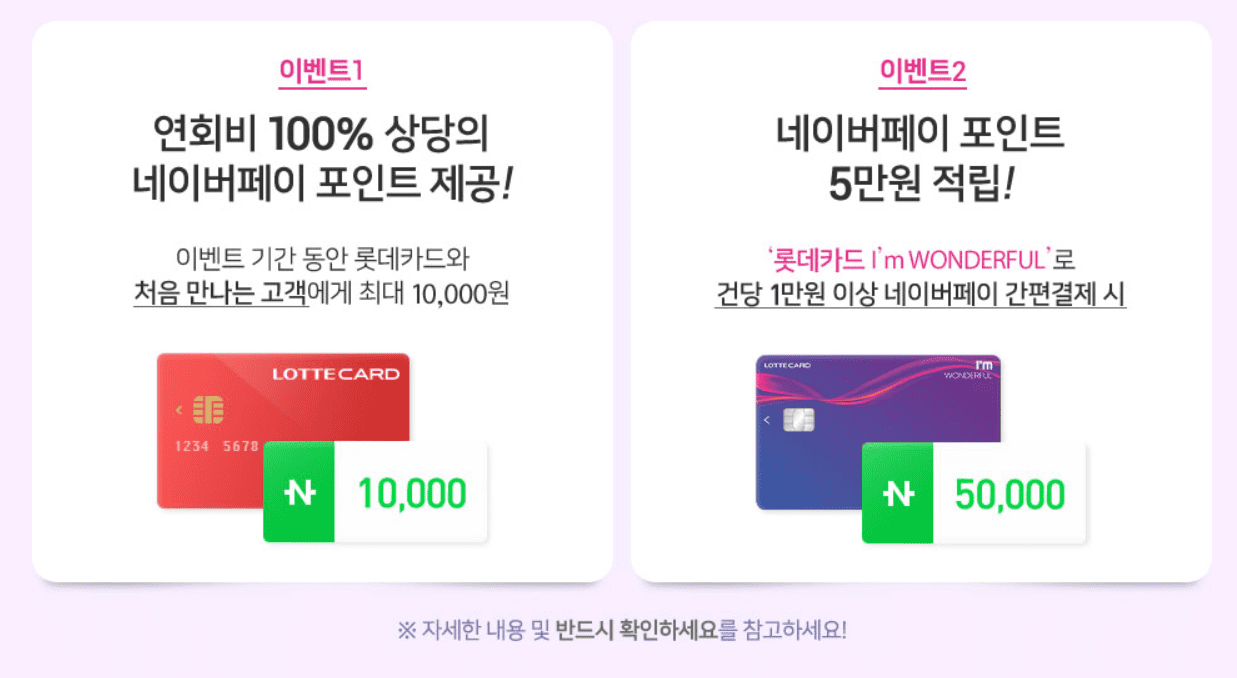 이벤트1
연회비 100% 상당의
네이버페이 포인트 제공!
이벤트 기간 동안 롯데카드와
처음 만나는 고객에게 최대 10,000원
LOTTE CARD
1234 5678
N 10,000
이벤트2
네이버페이 포인트
5만원 적립!
‘롯데카드 I’m WONDERFUL’로
건당 1만원 이상 네이버페이 간편결제 시
LOTTE CARD
I'm
WONDERFUL
N 50,000
※ 자세한 내용 및 반드시 확인하세요를 참고하세요!